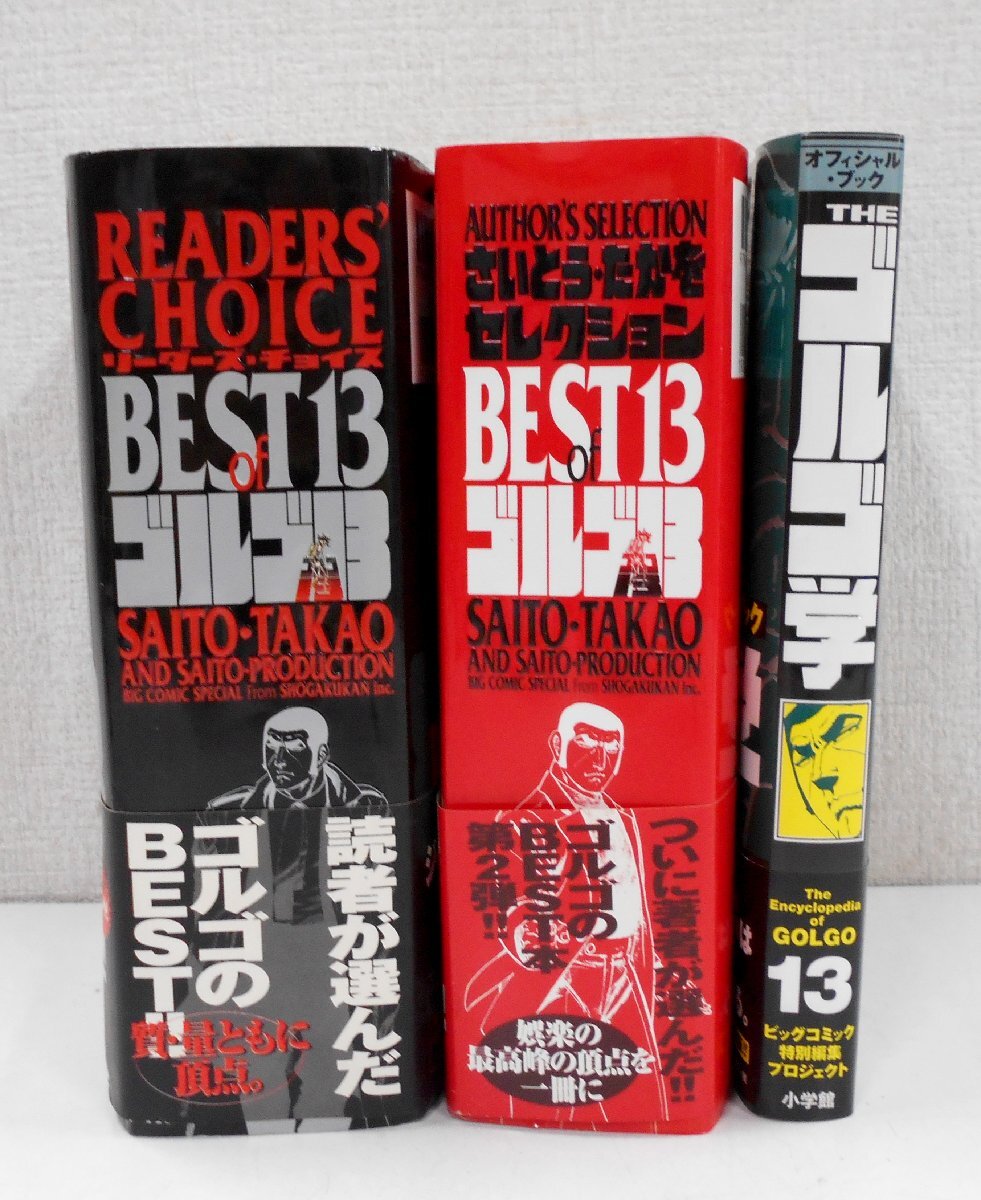 READERS'
CHOICE
リーダーズ・チョイス
BEST 13
of
ゴルゴ13
SAITO・TAKAO
AND SAITO・PRODUCTION
BIG COMIC SPECIAL From SHOGAKUKAN Inc.
読者が選んだ
ゴルゴの
BEST!!
質・量ともに
頂点。
AUTHOR'S SELECTION
さいとう・たかを
セレクション
BEST 13
of
ゴルゴ13
SAITO・TAKAO
AND SAITO・PRODUCTION
BIG COMIC SPECIAL From SHOGAKUKAN Inc.
ついに著者が選んだ!!
ゴルゴの
BEST本
第2弾!!
娯楽の
最高峰の頂点を
一冊に
オフィシャル
・ブック
THE
ゴルゴ学
The
Encyclopedia
of
GOLGO
13
ビッグコミック
特別編集
プロジェクト
小学館